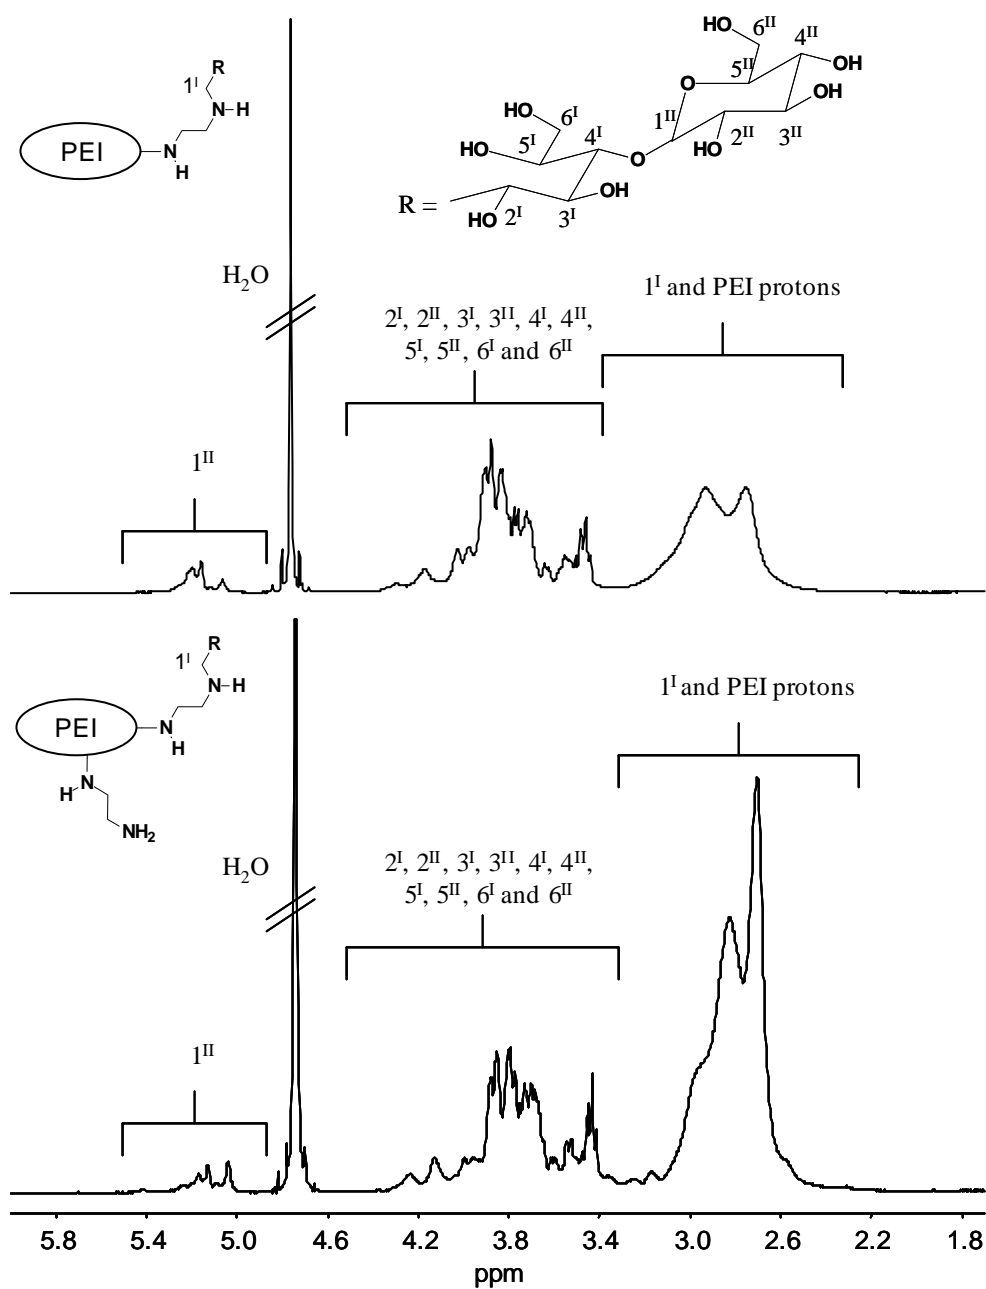 R
1ᴵ
N-H
PEI
N
H
HO
6ᴵᴵ
4ᴵᴵ
5ᴵᴵ
OH
O
OH
HO
6ᴵ
1ᴵᴵ
4ᴵ
HO
5ᴵ
O
HO
2ᴵᴵ
3ᴵᴵ
R =
OH
HO
2ᴵ
3ᴵ
H₂O
1ᴵ and PEI protons
2ᴵ, 2ᴵᴵ, 3ᴵ, 3ᴵᴵ, 4ᴵ, 4ᴵᴵ,
5ᴵ, 5ᴵᴵ, 6ᴵ and 6ᴵᴵ
1ᴵᴵ
R
1ᴵ
N-H
PEI
N
H
H-N
NH₂
1ᴵ and PEI protons
H₂O
2ᴵ, 2ᴵᴵ, 3ᴵ, 3ᴵᴵ, 4ᴵ, 4ᴵᴵ,
5ᴵ, 5ᴵᴵ, 6ᴵ and 6ᴵᴵ
1ᴵᴵ
5.8 5.4 5.0 4.6 4.2 3.8 3.4 3.0 2.6 2.2 1.8
ppm